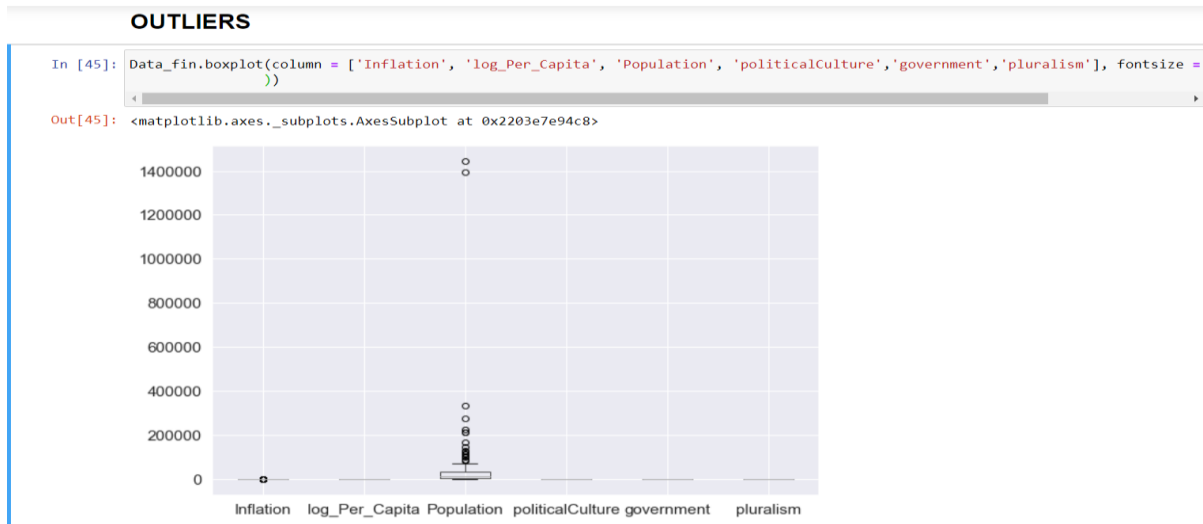 OUTLIERS
In [45]: Data_fin.boxplot(column = ['Inflation', 'log_Per_Capita', 'Population', 'politicalCulture','government','pluralism'], fontsize =
))
Out[45]: <matplotlib.axes._subplots.AxesSubplot at 0x2203e7e94c8>
1400000
1200000
1000000
800000
600000
400000
200000
0
Inflation log_Per_Capita Population politicalCulture government pluralism